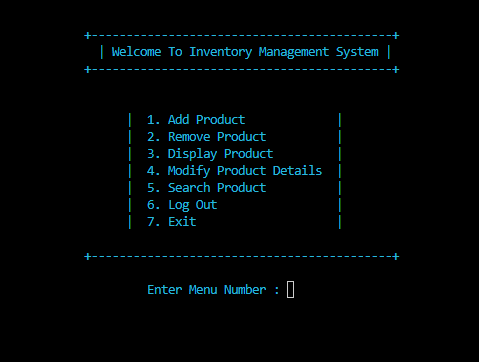 +-------------------------------------------+
| Welcome To Inventory Management System |
+-------------------------------------------+
| 1. Add Product |
| 2. Remove Product |
| 3. Display Product |
| 4. Modify Product Details |
| 5. Search Product |
| 6. Log Out |
| 7. Exit |
+-------------------------------------------+
Enter Menu Number :